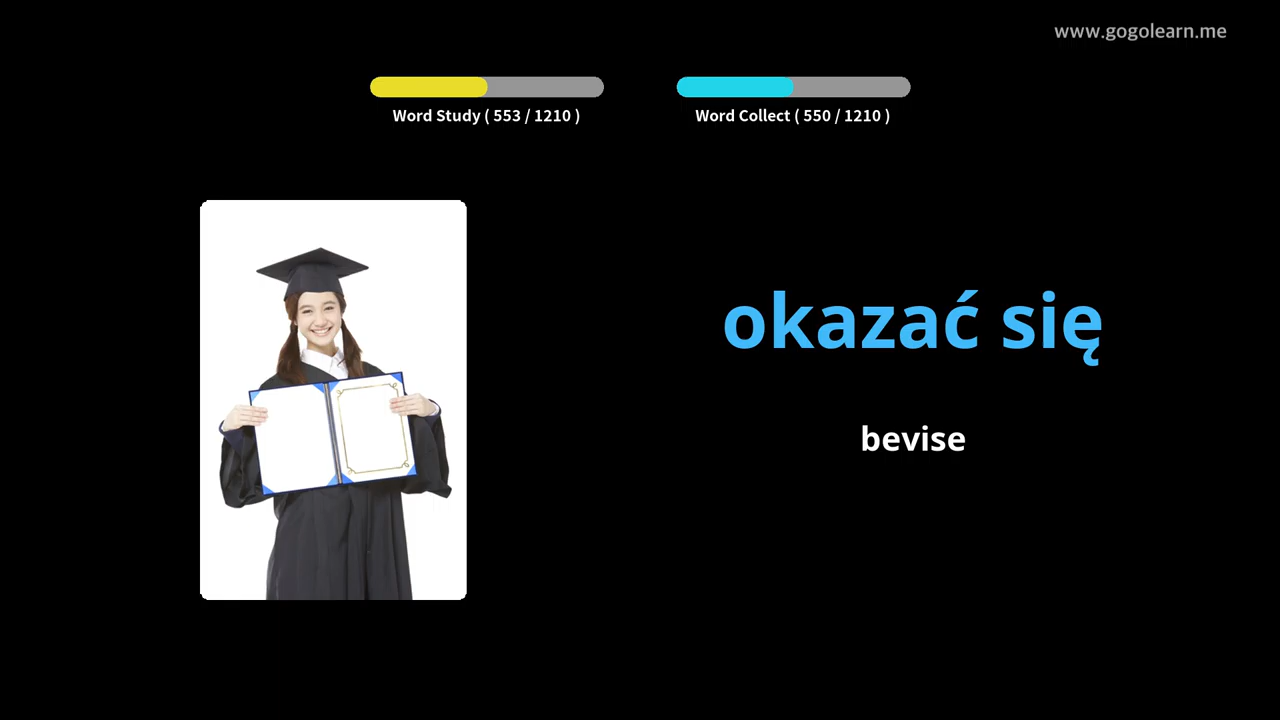 www.gogolearn.me
Word Study ( 553 / 1210 )
Word Collect ( 550 / 1210 )
okazać się
bevise